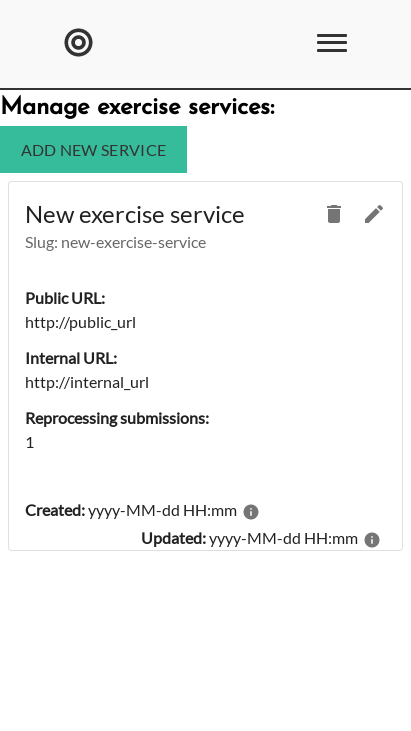 Manage exercise services:
ADD NEW SERVICE
New exercise service
Slug: new-exercise-service
Public URL:
http://public_url
Internal URL:
http://internal_url
Reprocessing submissions:
1
Created: yyyy-MM-dd HH:mm
Updated: yyyy-MM-dd HH:mm